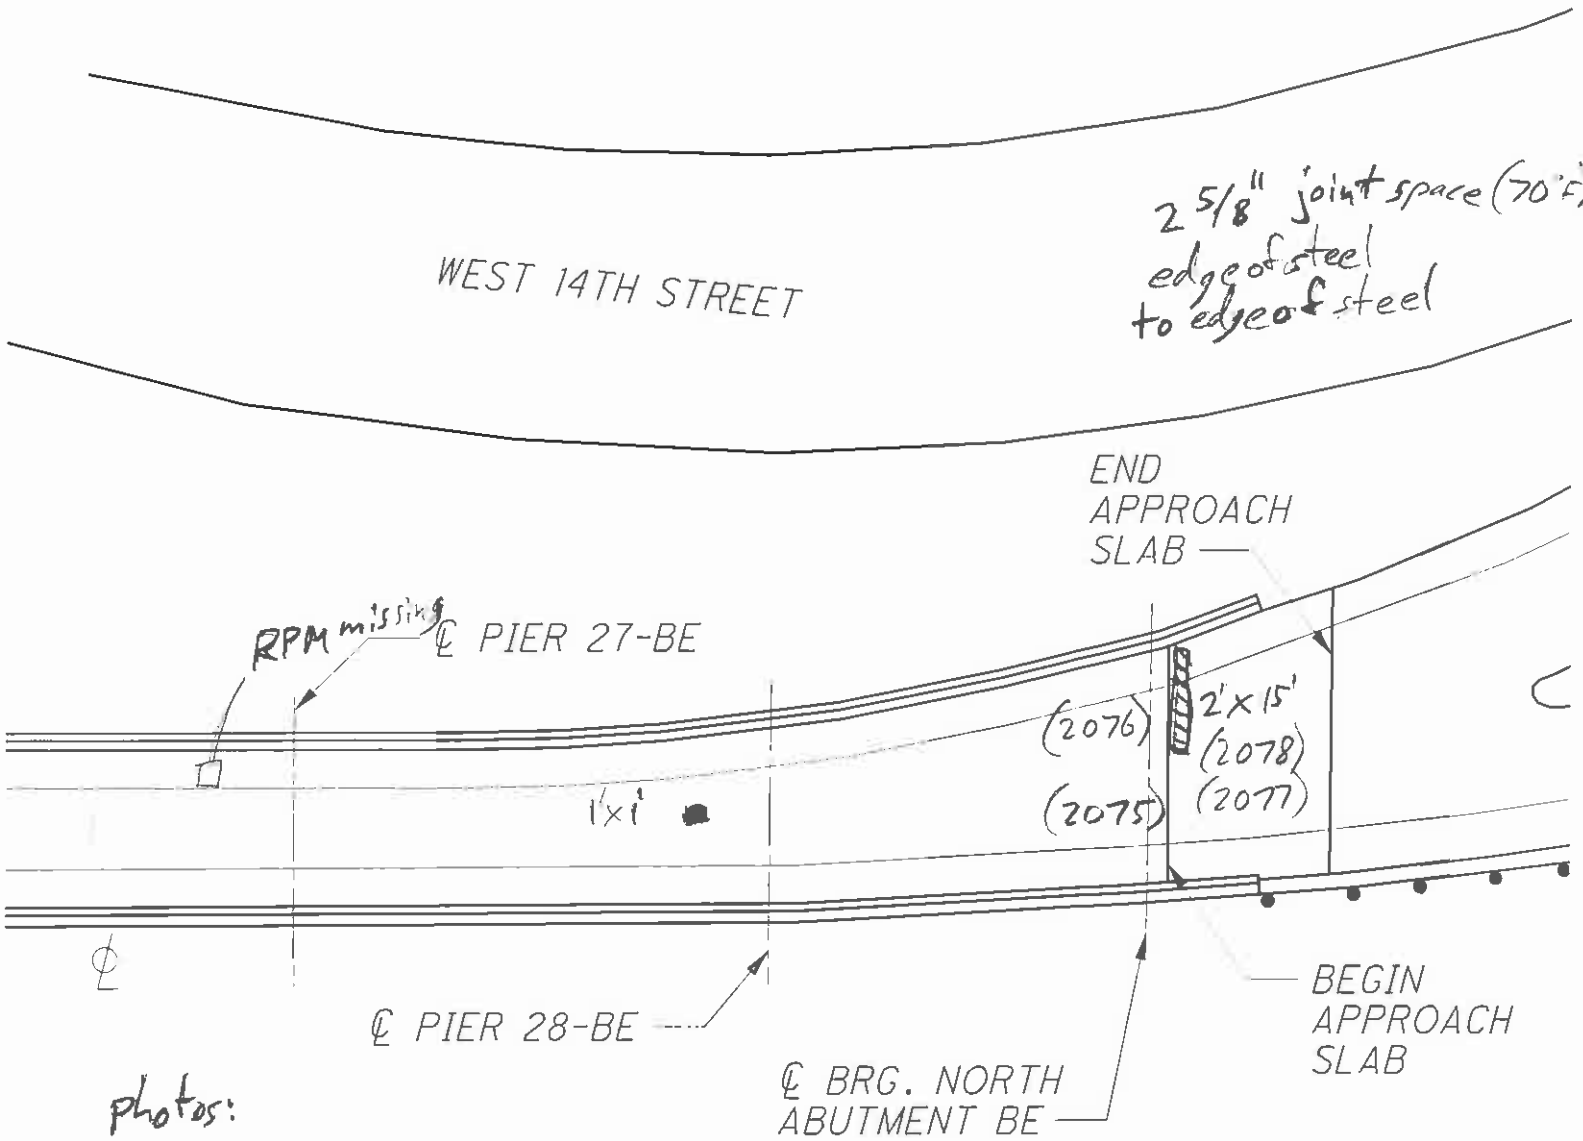 2 5/8" joint space (70°F)
edge of steel
to edge of steel
WEST 14TH STREET
END
APPROACH
SLAB
RPM missing
℄ PIER 27-BE
(2076)
2' x 15'
(2078)
(2077)
1' x 1'
(2075)
℄
℄ PIER 28-BE
BEGIN
APPROACH
SLAB
℄ BRG. NORTH
ABUTMENT BE
photos: